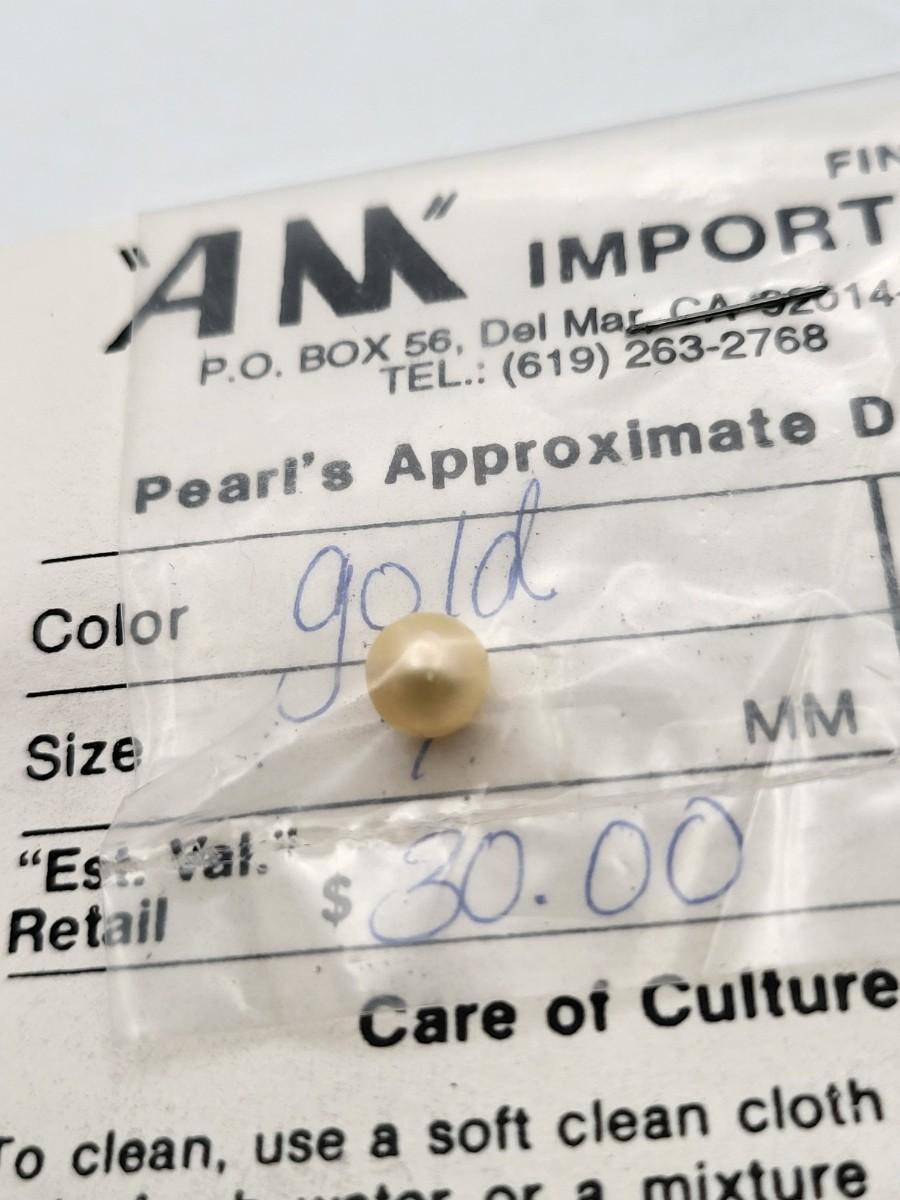 FIN
"AM" IMPORT
P.O. BOX 56, Del Mar, CA 92014-
TEL.: (619) 263-2768
Pearl's Approximate D
Color gold
Size MM
"Est. Val."
Retail $ 30.00
Care of Culture
To clean, use a soft clean cloth
water or a mixture